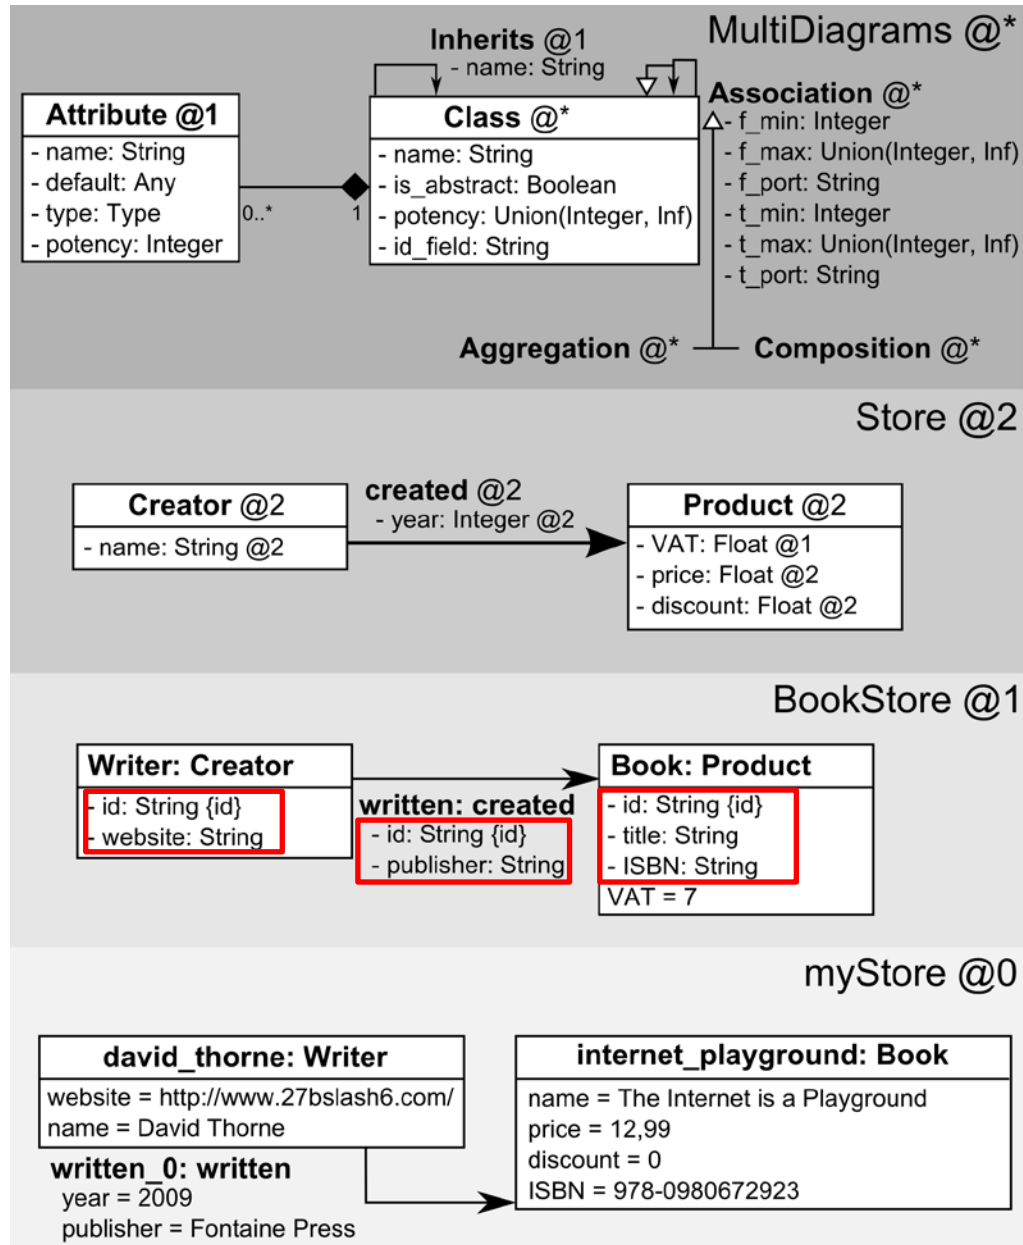 MultiDiagrams @*
Inherits @1
- name: String
Attribute @1
- name: String
- default: Any
- type: Type
- potency: Integer
0..*
1
Class @*
- name: String
- is_abstract: Boolean
- potency: Union(Integer, Inf)
- id_field: String
Association @*
- f_min: Integer
- f_max: Union(Integer, Inf)
- f_port: String
- t_min: Integer
- t_max: Union(Integer, Inf)
- t_port: String
Aggregation @*
Composition @*
Store @2
Creator @2
- name: String @2
created @2
- year: Integer @2
Product @2
- VAT: Float @1
- price: Float @2
- discount: Float @2
BookStore @1
Writer: Creator
- id: String {id}
- website: String
written: created
- id: String {id}
- publisher: String
Book: Product
- id: String {id}
- title: String
- ISBN: String
VAT = 7
myStore @0
david_thorne: Writer
website = http://www.27bslash6.com/
name = David Thorne
written_0: written
year = 2009
publisher = Fontaine Press
internet_playground: Book
name = The Internet is a Playground
price = 12,99
discount = 0
ISBN = 978-0980672923